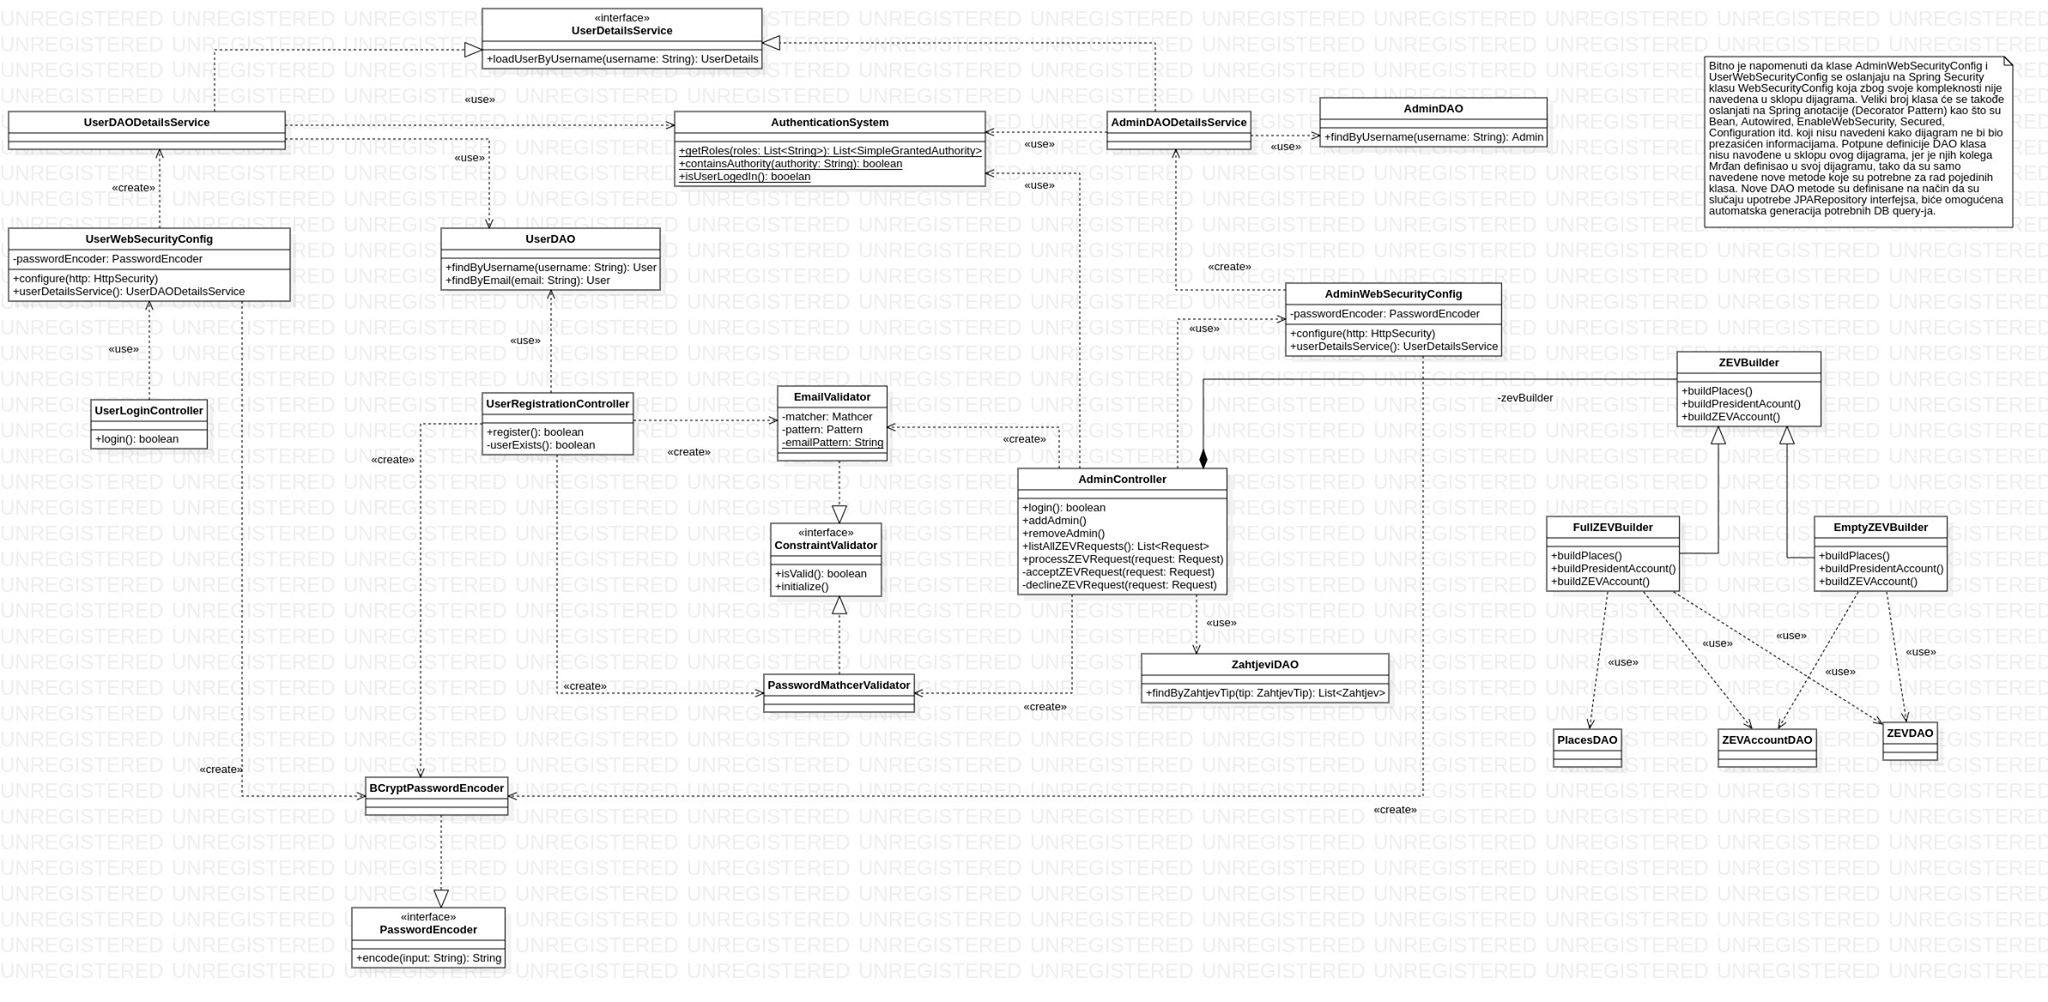 «interface»
UserDetailsService
+loadUserByUsername(username: String): UserDetails
Bitno je napomenuti da klase AdminWebSecurityConfig i
UserWebSecurityConfig se oslanjaju na Spring Security
klasu WebSecurityConfig koja zbog svoje kompleknosti nije
navedena u sklopu dijagrama. Veliki broj klasa će se takođe
oslanjati na Spring anotacije (Decorator Pattern) kao što su
Bean, Autowired, EnableWebSecurity, Secured,
Configuration itd. koji nisu navedeni kako dijagram ne bi bio
prezasićen informacijama. Potpune definicije DAO klasa
nisu navođene u sklopu ovog dijagrama, jer je njih kolega
Mrđan definisao u svoj dijagramu, tako da su samo
navedene nove metode koje su potrebne za rad pojedinih
klasa. Nove DAO metode su definisane na način da su
slučaju upotrebe JPARepository interfejsa, biće omogućena
automatska generacija potrebnih DB query-ja.
«use»
UserDAODetailsService
AuthenticationSystem
+getRoles(roles: List<String>): List<SimpleGrantedAuthority>
+containsAuthority(authority: String): boolean
+isUserLogedIn(): booelan
AdminDAODetailsService
AdminDAO
+findByUsername(username: String): Admin
«use»
«use»
«use»
«use»
«create»
UserWebSecurityConfig
-passwordEncoder: PasswordEncoder
+configure(http: HttpSecurity)
+userDetailsService(): UserDAODetailsService
UserDAO
+findByUsername(username: String): User
+findByEmail(email: String): User
«create»
AdminWebSecurityConfig
-passwordEncoder: PasswordEncoder
+configure(http: HttpSecurity)
+userDetailsService(): UserDetailsService
«use»
«use»
«use»
ZEVBuilder
+buildPlaces()
+buildPresidentAcount()
+buildZEVAccount()
-zevBuilder
UserLoginController
+login(): boolean
UserRegistrationController
+register(): boolean
-userExists(): boolean
EmailValidator
-matcher: Mathcer
-pattern: Pattern
-emailPattern: String
«create»
«create»
«create»
AdminController
+login(): boolean
+addAdmin()
+removeAdmin()
+listAllZEVRequests(): List<Request>
+processZEVRequest(request: Request)
-acceptZEVRequest(request: Request)
-declineZEVRequest(request: Request)
«interface»
ConstraintValidator
+isValid(): boolean
+initialize()
FullZEVBuilder
+buildPlaces()
+buildPresidentAccount()
+buildZEVAccount()
EmptyZEVBuilder
+buildPlaces()
+buildPresidentAccount()
+buildZEVAccount()
«use»
«use»
«use»
«use»
«use»
«use»
ZahtjeviDAO
+findByZahtjevTip(tip: ZahtjevTip): List<Zahtjev>
PasswordMathcerValidator
«create»
«create»
PlacesDAO
ZEVAccountDAO
ZEVDAO
«create»
BCryptPasswordEncoder
«create»
«interface»
PasswordEncoder
+encode(input: String): String
UNREGISTERED